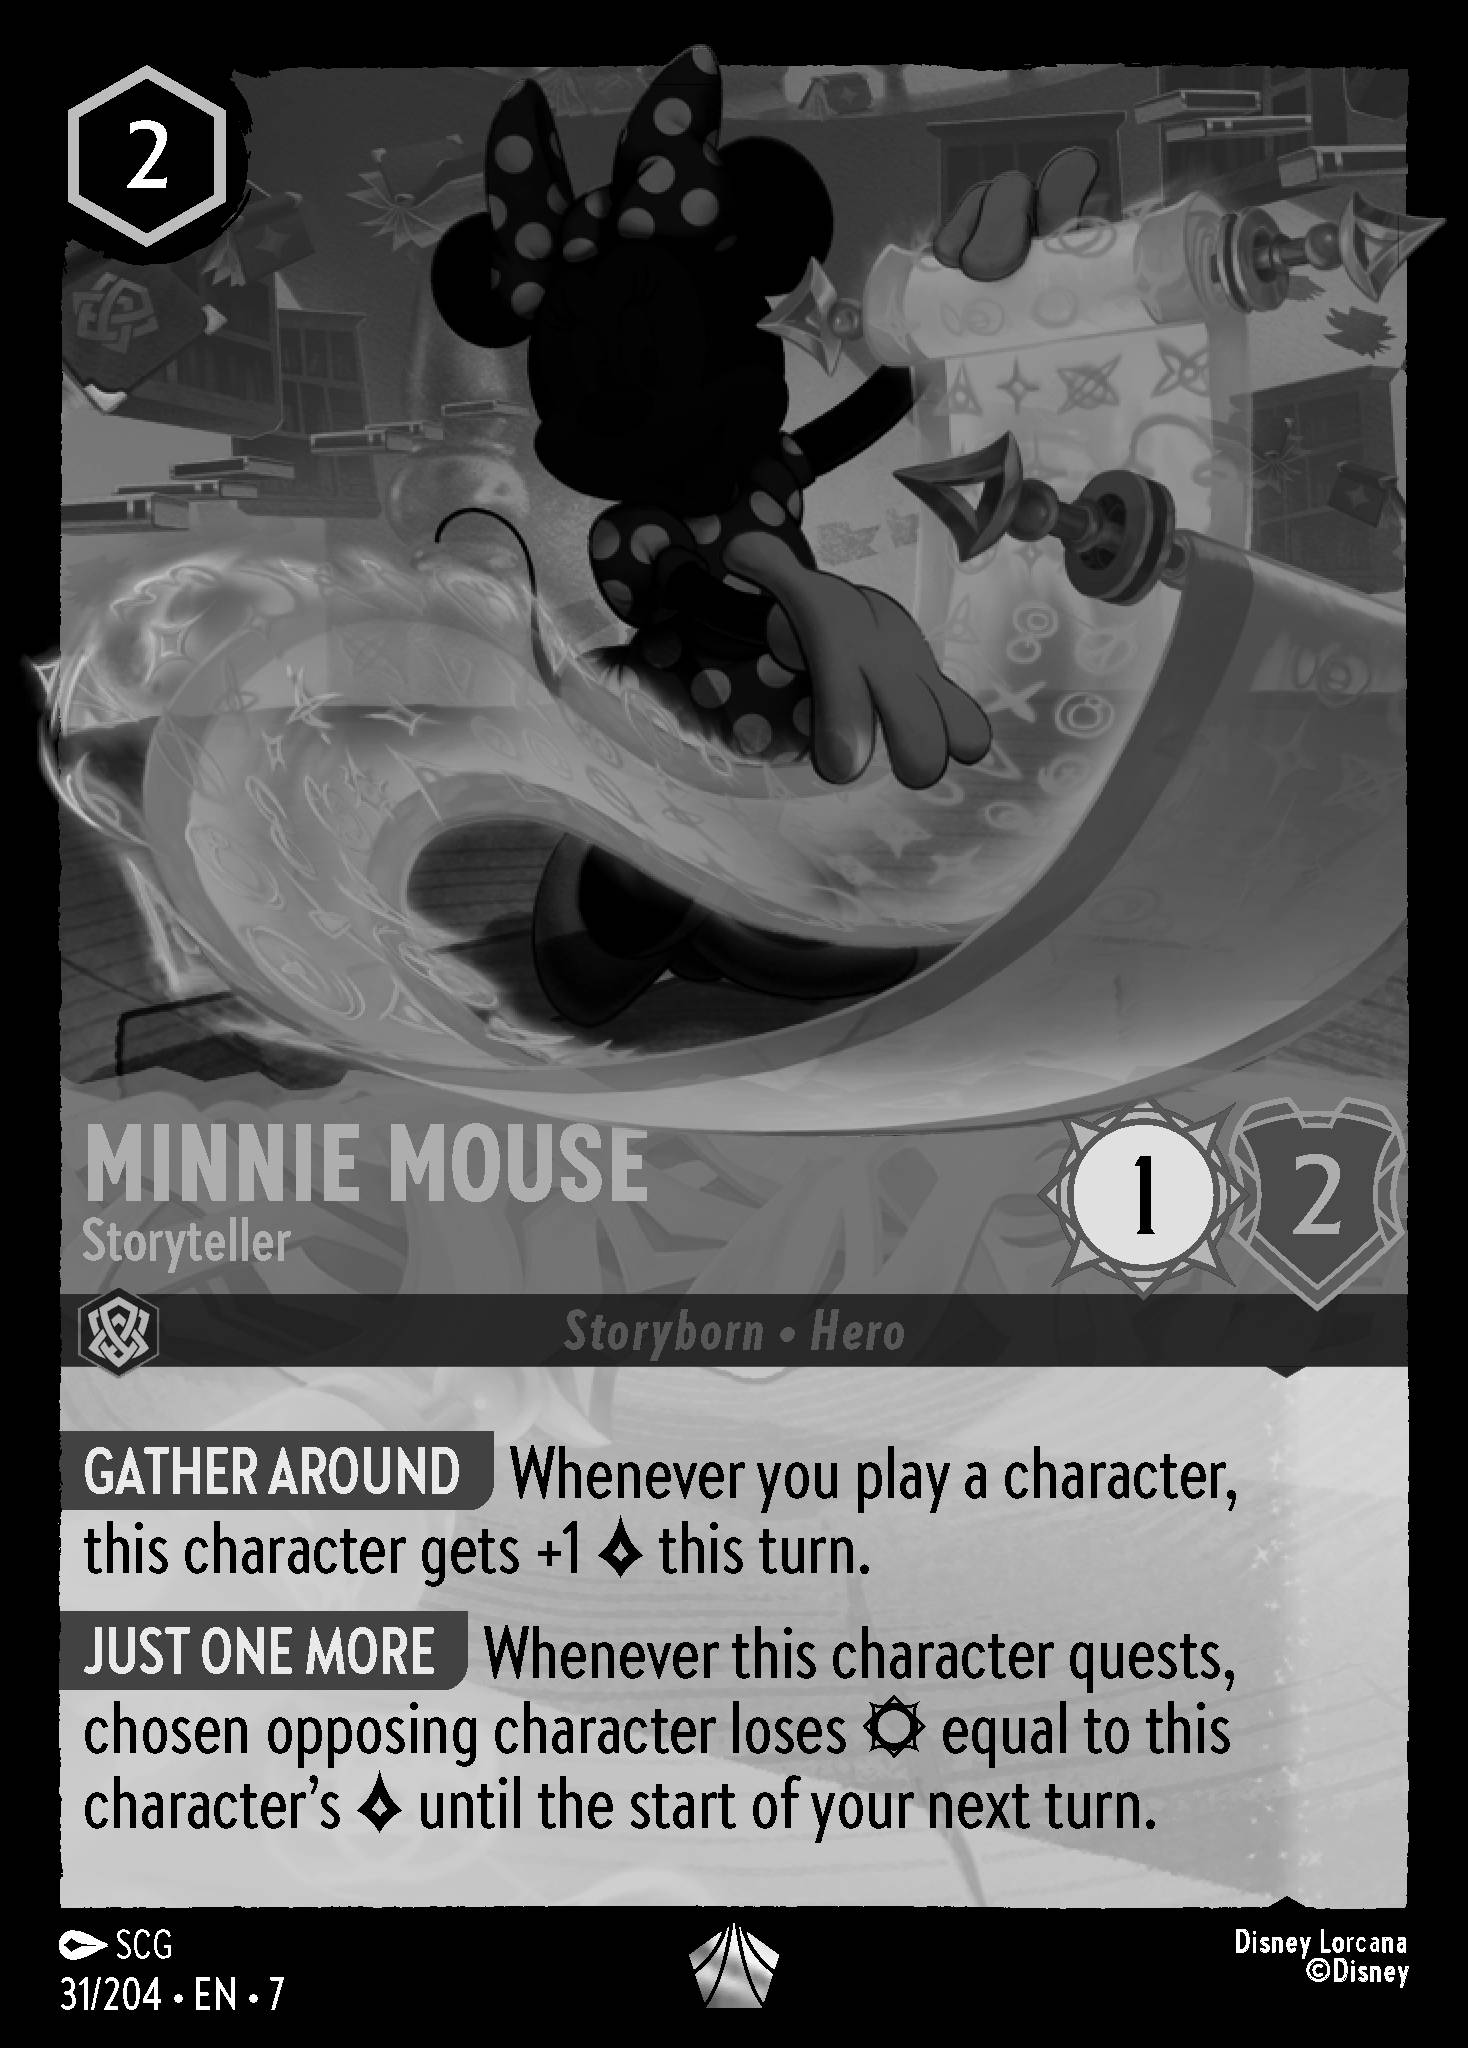 2
MINNIE MOUSE
Storyteller
1 2
Storyborn • Hero
GATHER AROUND Whenever you play a character,
this character gets +1 this turn.
JUST ONE MORE Whenever this character quests,
chosen opposing character loses equal to this
character's until the start of your next turn.
SCG
31/204 • EN • 7
Disney Lorcana
©Disney